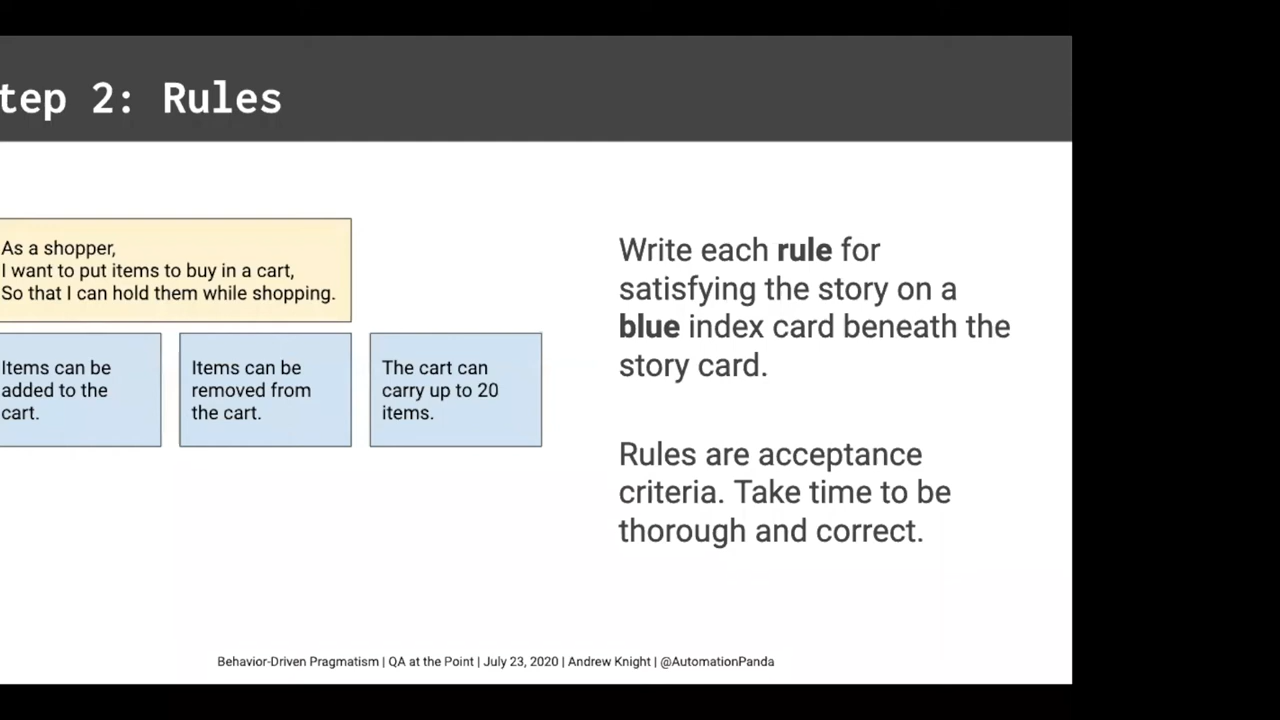 tep 2: Rules
As a shopper,
I want to put items to buy in a cart,
So that I can hold them while shopping.
Items can be
added to the
cart.
Items can be
removed from
the cart.
The cart can
carry up to 20
items.
Write each rule for
satisfying the story on a
blue index card beneath the
story card.
Rules are acceptance
criteria. Take time to be
thorough and correct.
Behavior-Driven Pragmatism | QA at the Point | July 23, 2020 | Andrew Knight | @AutomationPanda